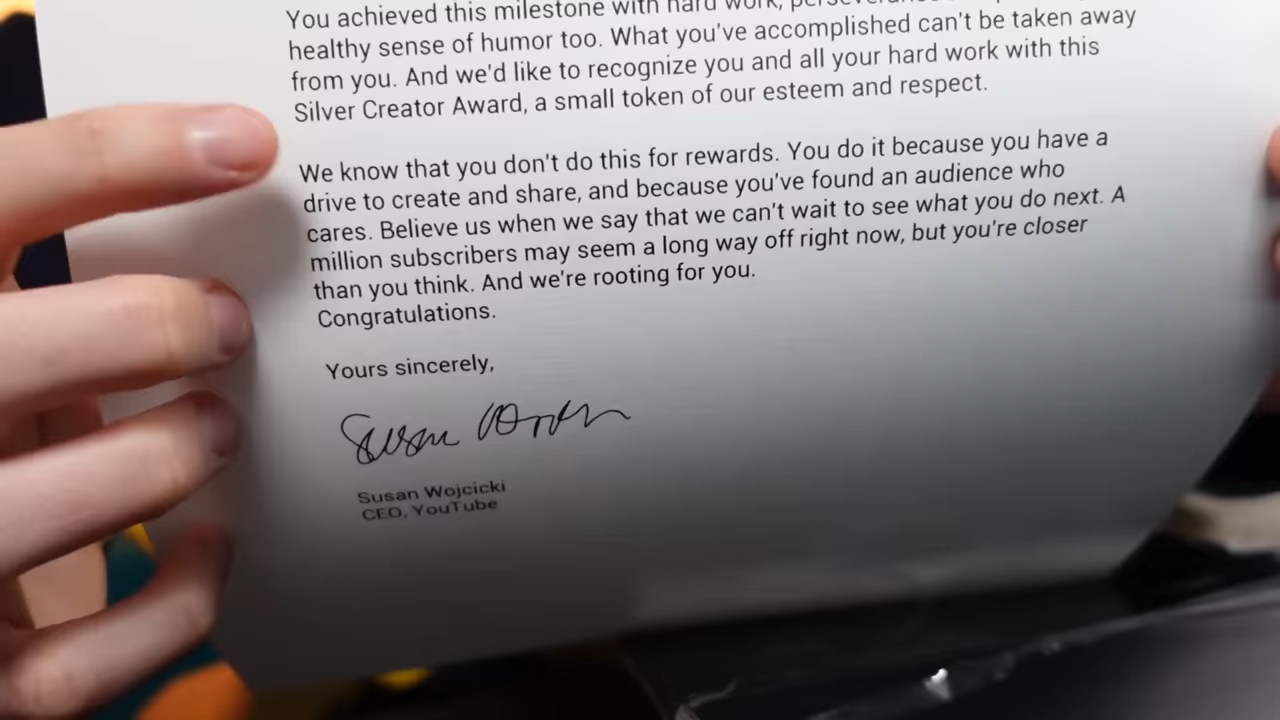 You achieved this milestone with hard work,
healthy sense of humor too. What you've accomplished can't be taken away
from you. And we'd like to recognize you and all your hard work with this
Silver Creator Award, a small token of our esteem and respect.
We know that you don't do this for rewards. You do it because you have a
drive to create and share, and because you've found an audience who
cares. Believe us when we say that we can't wait to see what you do next. A
million subscribers may seem a long way off right now, but you're closer
than you think. And we're rooting for you.
Congratulations.
Yours sincerely,
Susan Wojcicki
CEO, YouTube